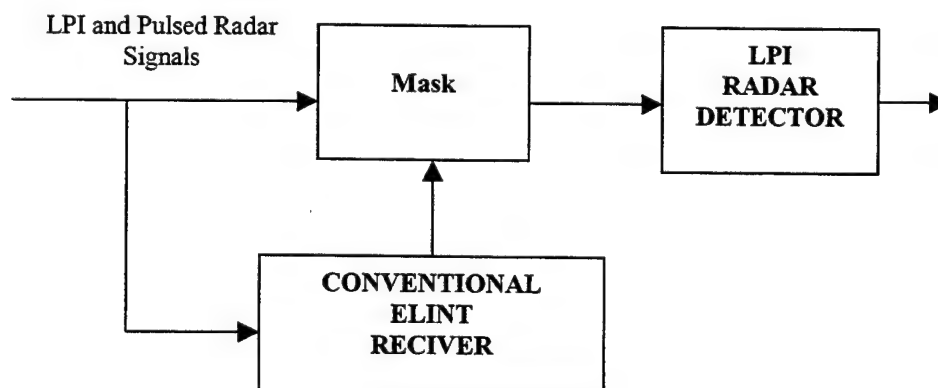 LPI and Pulsed Radar
Signals
Mask
LPI
RADAR
DETECTOR
CONVENTIONAL
ELINT
RECIVER